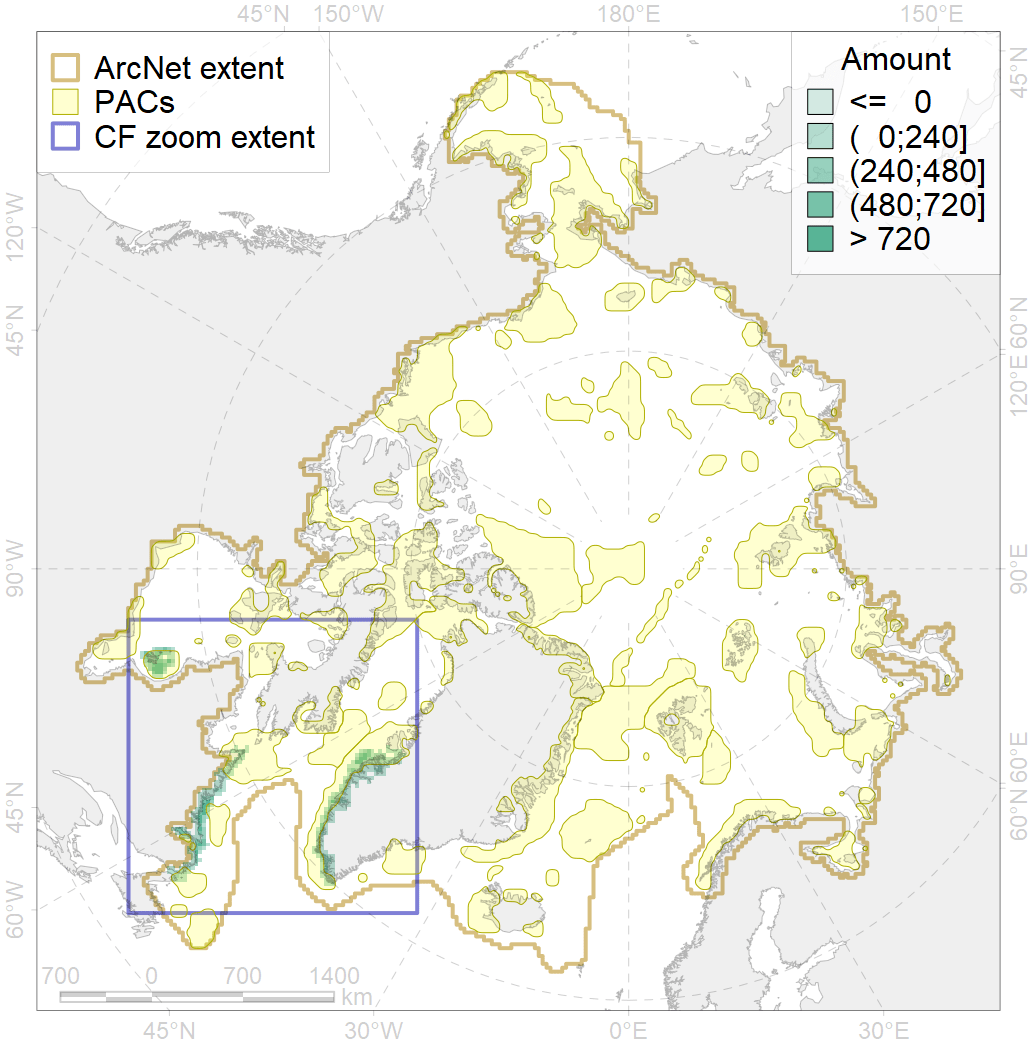 45°N 150°W 180°E 150°E
ArcNet extent
PACs
CF zoom extent
Amount
<= 0
( 0;240]
(240;480]
(480;720]
> 720
45°N
120°W
45°N
90°W
45°N
60°W
60°N
120°E
90°E
60°E
60°N
700 0 700 1400
km
45°W 30°W 0°E 30°E